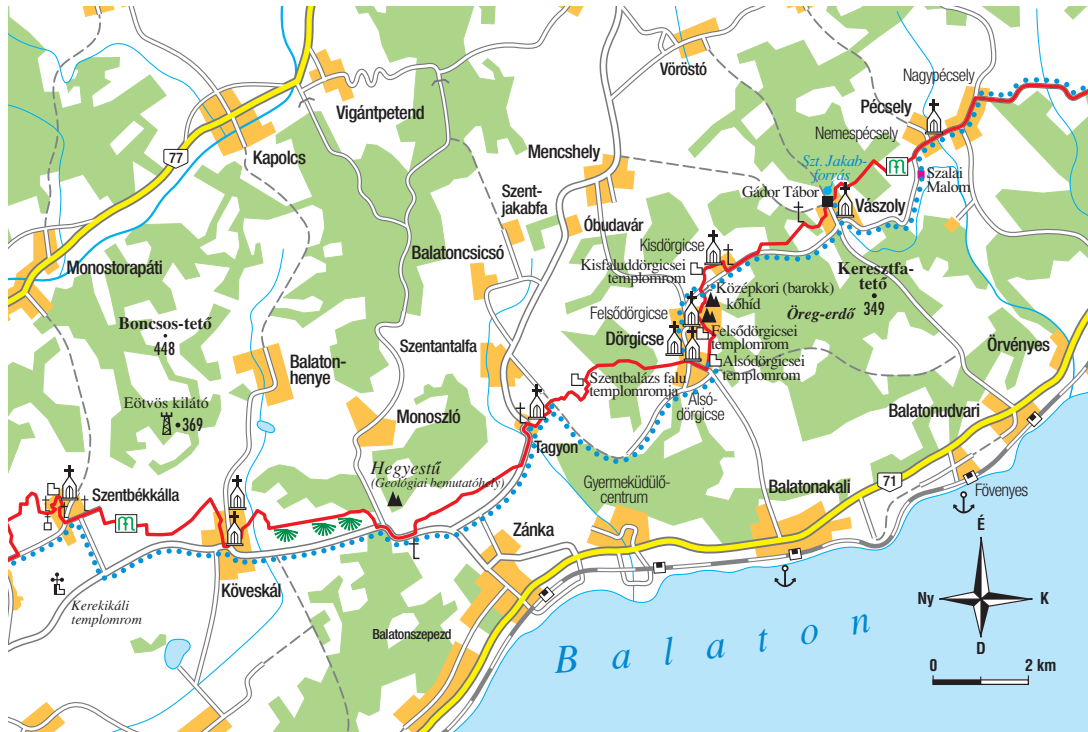 Vöröstó
Nagypécsely
Pécsely
Nemespécsely
Vigántpetend
Kapolcs
77
Mencshely
Szt. Jakab-
forrás
Szalai
Malom
Gádor Tábor
Vászoly
Szent-
jakabfa
Óbudavár
Kisdörgicse
Kisfaluddörgicsei
templomrom
Balatoncsicsó
Monostorapáti
Keresztfa-
tető
349
Középkori (barokk)
kőhíd
Öreg-erdő
Felsődörgicse
Boncsos-tető
448
Dörgicse
Felsődörgicsei
templomrom
Szentantalfa
Örvényes
Balaton-
henye
Alsódörgicsei
templomrom
Szentbalázs falu
templomromja
Eötvös kilátó
369
Alsó-
dörgicse
Monoszló
Balatonudvari
Tagyon
Hegyestű
(Geológiai bemutatóhely)
Szentbékkálla
Gyermeküdülő-
centrum
71
Balatonakali
Fövenyes
Zánka
Köveskál
Kerekikáli
templomrom
Balatonszepezd
Balaton
É
Ny
K
D
0
2 km